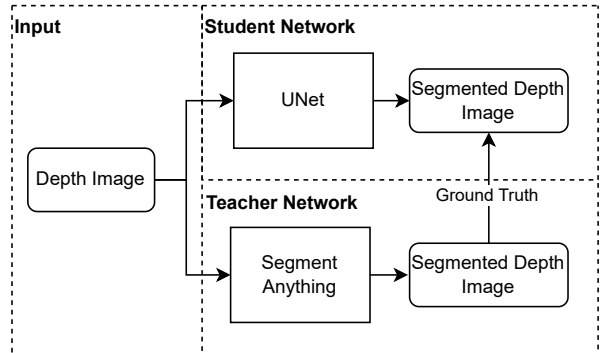 Input
Student Network
UNet
Segmented Depth
Image
Depth Image
Ground Truth
Teacher Network
Segment
Anything
Segmented Depth
Image